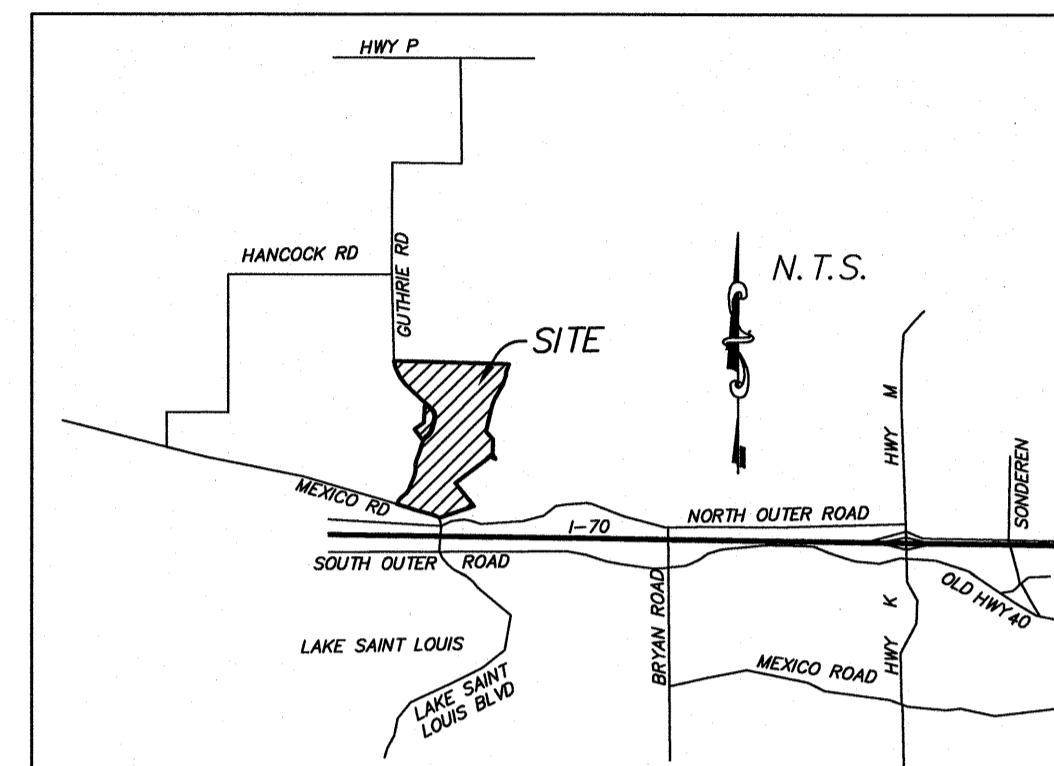 HWY P
HANCOCK RD
GUTHRIE RD
N.T.S.
SITE
HWY M
SONDEREN
MEXICO RD
NORTH OUTER ROAD
I-70
SOUTH OUTER ROAD
OLD HWY 40
BRYAN ROAD
HWY K
LAKE SAINT LOUIS
MEXICO ROAD
LAKE SAINT
LOUIS BLVD